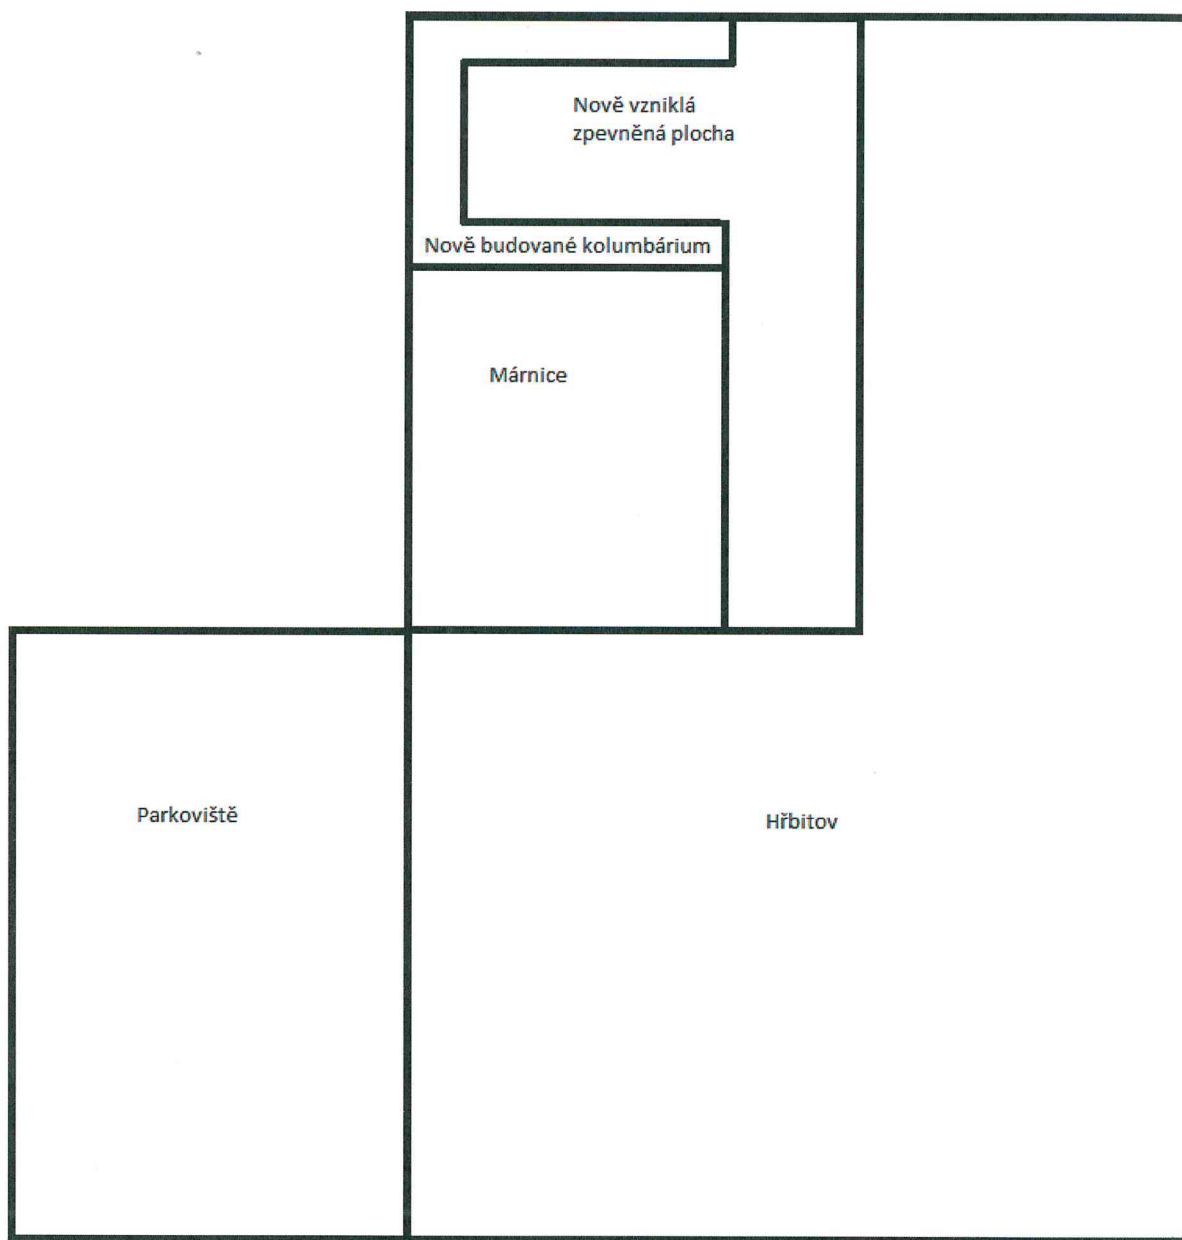 Nově vzniklá
zpevněná plocha
Nově budované kolumbárium
Márnice
Parkoviště
Hřbitov